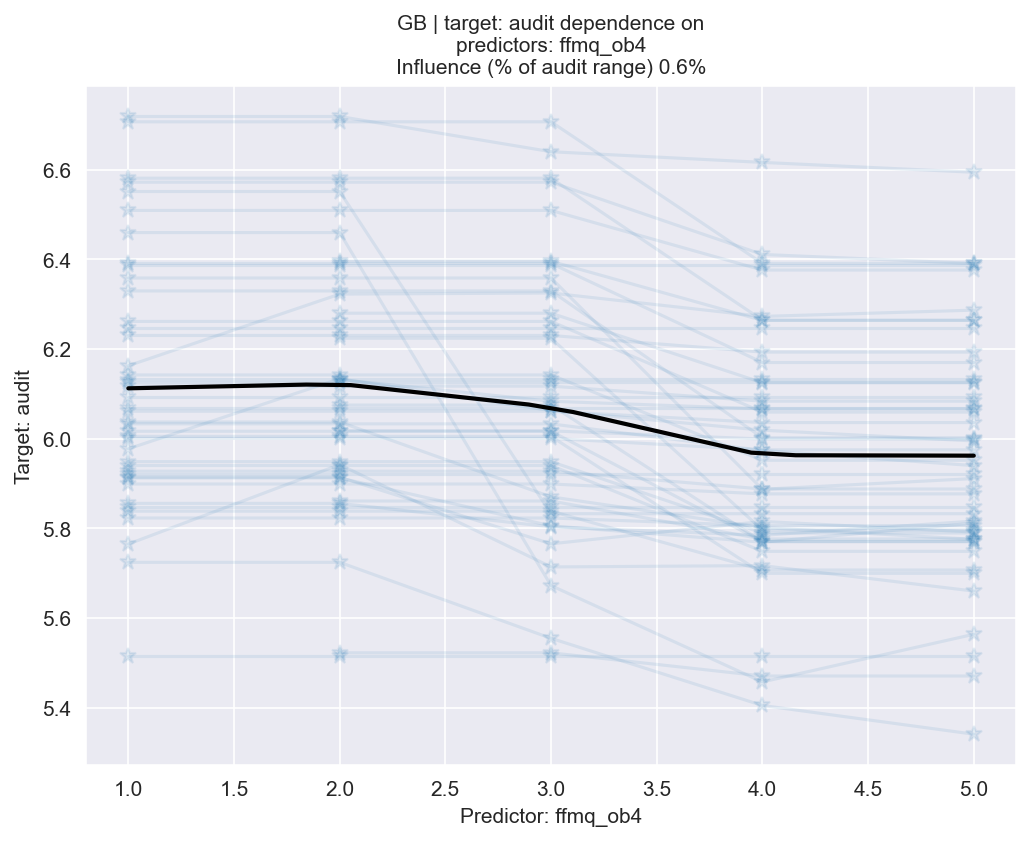 GB | target: audit dependence on
predictors: ffmq_ob4
Influence (% of audit range) 0.6%
Target: audit
6.6
6.4
6.2
6.0
5.8
5.6
5.4
1.0 1.5 2.0 2.5 3.0 3.5 4.0 4.5 5.0
Predictor: ffmq_ob4